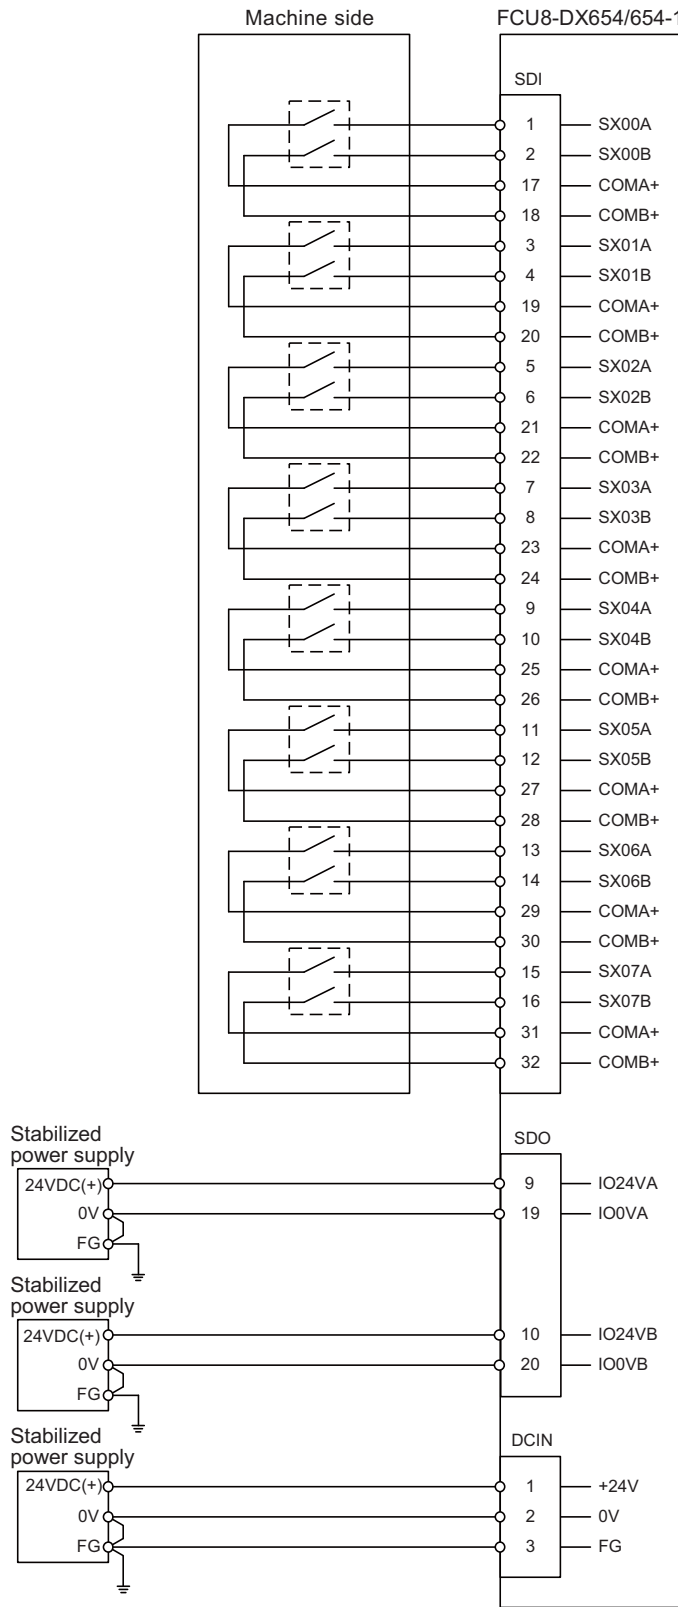 Machine side
FCU8-DX654/654-1
SDI
1 SX00A
2 SX00B
17 COMA+
18 COMB+
3 SX01A
4 SX01B
19 COMA+
20 COMB+
5 SX02A
6 SX02B
21 COMA+
22 COMB+
7 SX03A
8 SX03B
23 COMA+
24 COMB+
9 SX04A
10 SX04B
25 COMA+
26 COMB+
11 SX05A
12 SX05B
27 COMA+
28 COMB+
13 SX06A
14 SX06B
29 COMA+
30 COMB+
15 SX07A
16 SX07B
31 COMA+
32 COMB+
Stabilized
power supply
SDO
24VDC(+) 9 IO24VA
0V 19 IO0VA
FG
Stabilized
power supply
24VDC(+) 10 IO24VB
0V 20 IO0VB
FG
Stabilized
power supply
DCIN
24VDC(+) 1 +24V
0V 2 0V
FG 3 FG